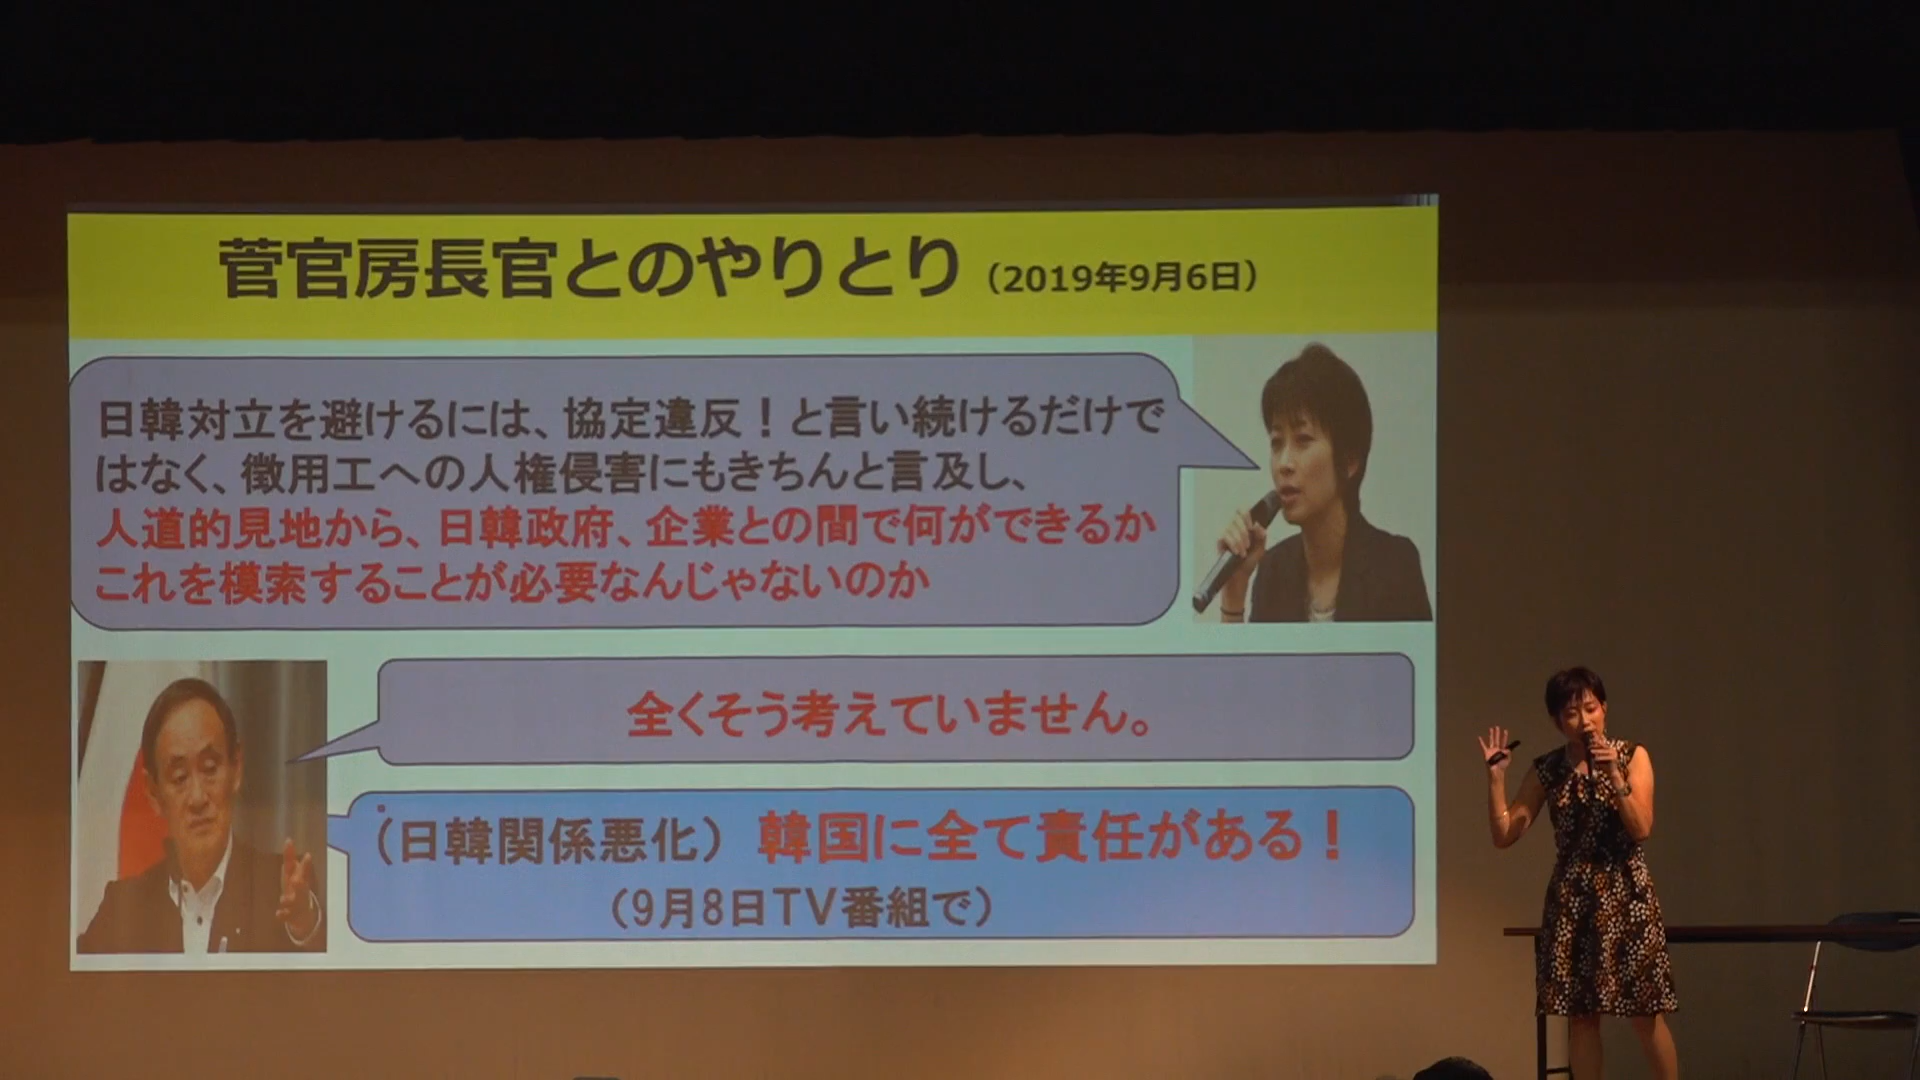 菅官房長官とのやりとり（2019年9月6日）
日韓対立を避けるには、協定違反！と言い続けるだけで
はなく、徴用工への人権侵害にもきちんと言及し、
人道的見地から、日韓政府、企業との間で何ができるか
これを模索することが必要なんじゃないのか
全くそう考えていません。
（日韓関係悪化）韓国に全て責任がある！
（9月8日TV番組で）